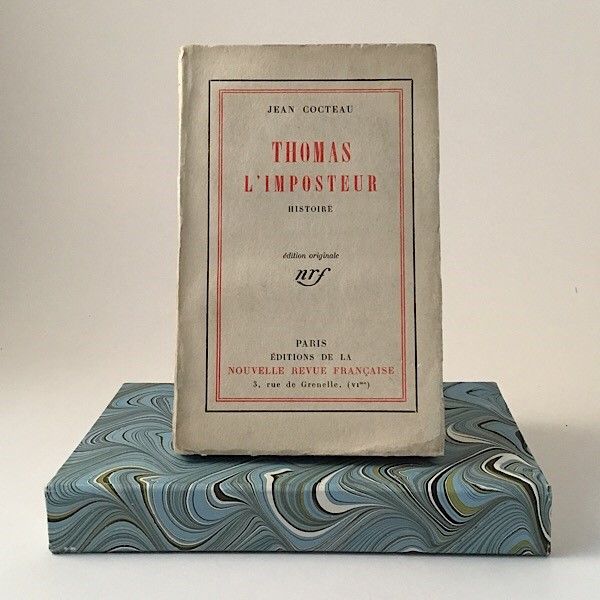 JEAN COCTEAU
THOMAS
L'IMPOSTEUR
HISTOIRE
édition originale
nrf
PARIS
ÉDITIONS DE LA
NOUVELLE REVUE FRANÇAISE
3, rue de Grenelle, (VIme)